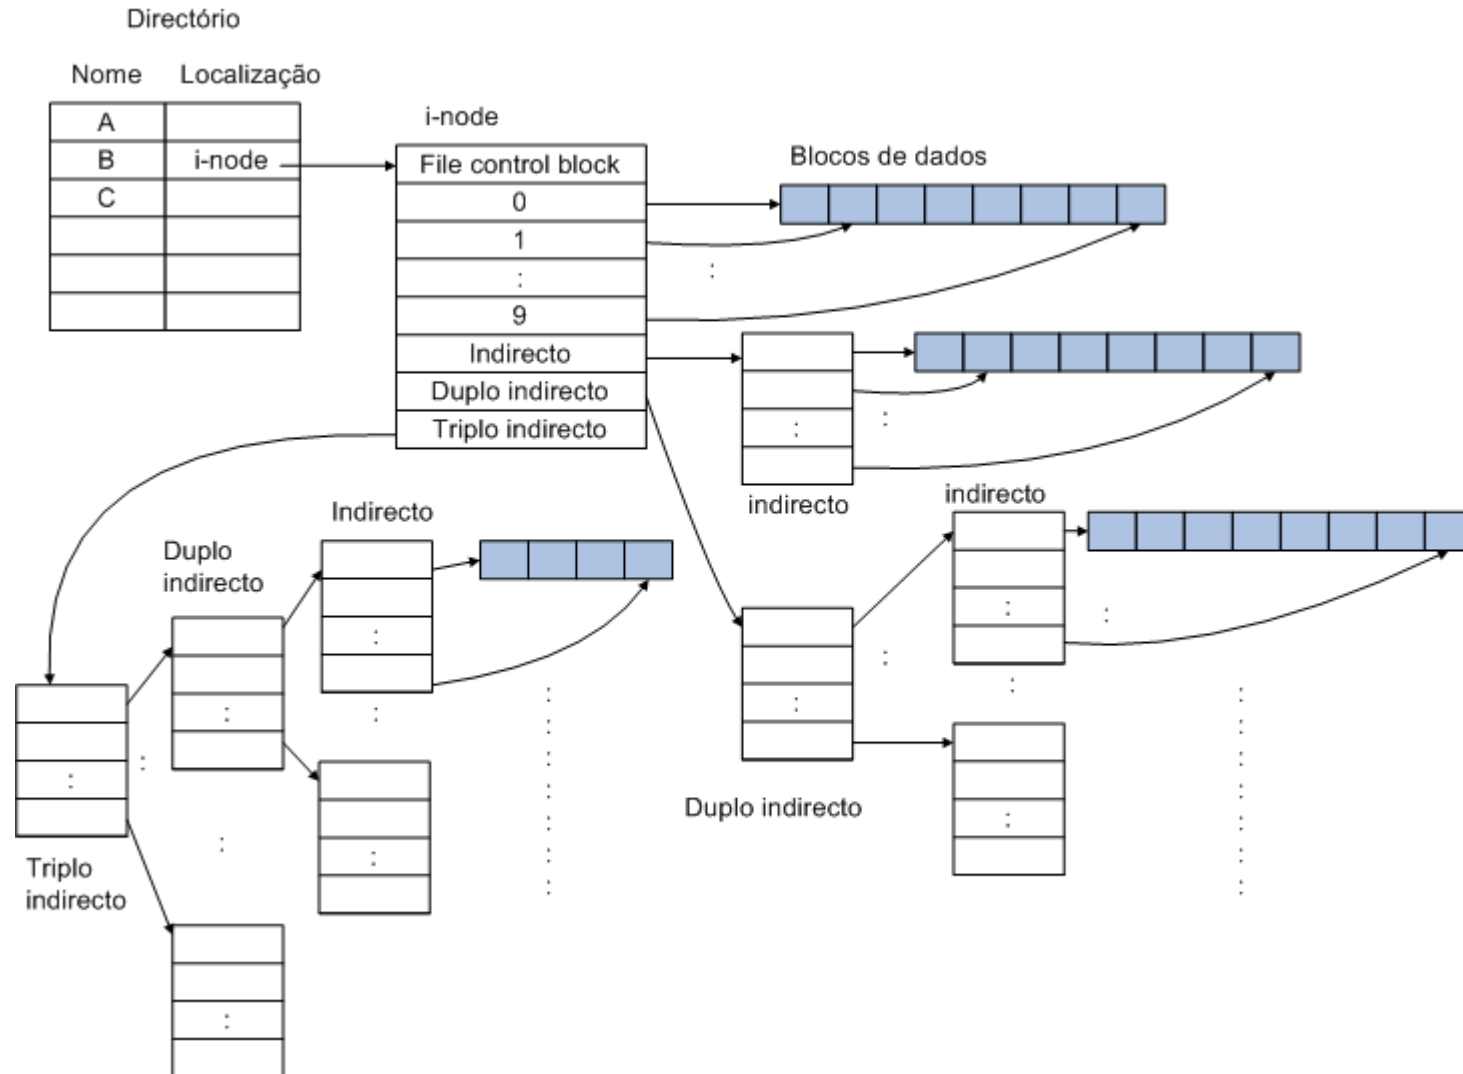 Directório
Nome Localização
A
B i-node
C
i-node
File control block
0
1
:
9
Indirecto
Duplo indirecto
Triplo indirecto
Blocos de dados
:
:
:
indirecto
indirecto
:
:
:
:
:
Duplo indirecto
:
Indirecto
:
:
Duplo
indirecto
:
:
:
:
:
Triplo
indirecto
: